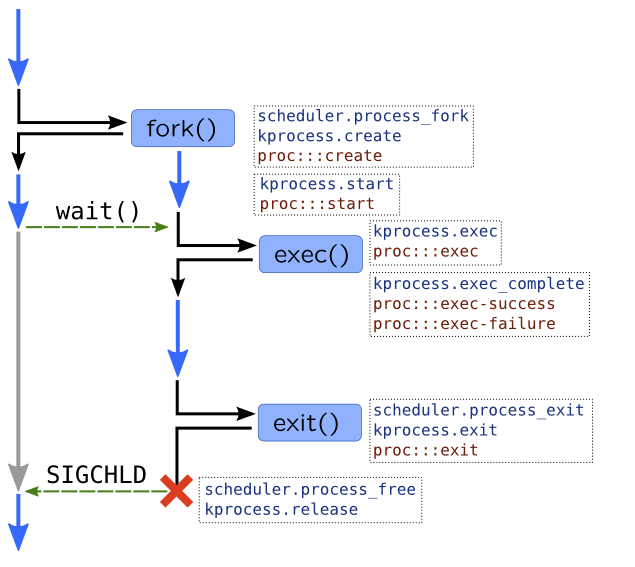 fork()
scheduler.process_fork
kprocess.create
proc:::create
kprocess.start
proc:::start
wait()
exec()
kprocess.exec
proc:::exec
kprocess.exec_complete
proc:::exec-success
proc:::exec-failure
exit()
scheduler.process_exit
kprocess.exit
proc:::exit
SIGCHLD
scheduler.process_free
kprocess.release